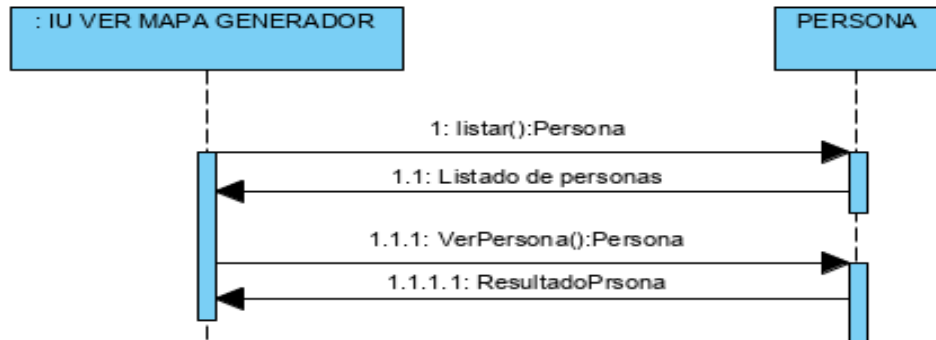 : IU VER MAPA GENERADOR
PERSONA
1: listar():Persona
1.1: Listado de personas
1.1.1: VerPersona():Persona
1.1.1.1: ResultadoPrsona